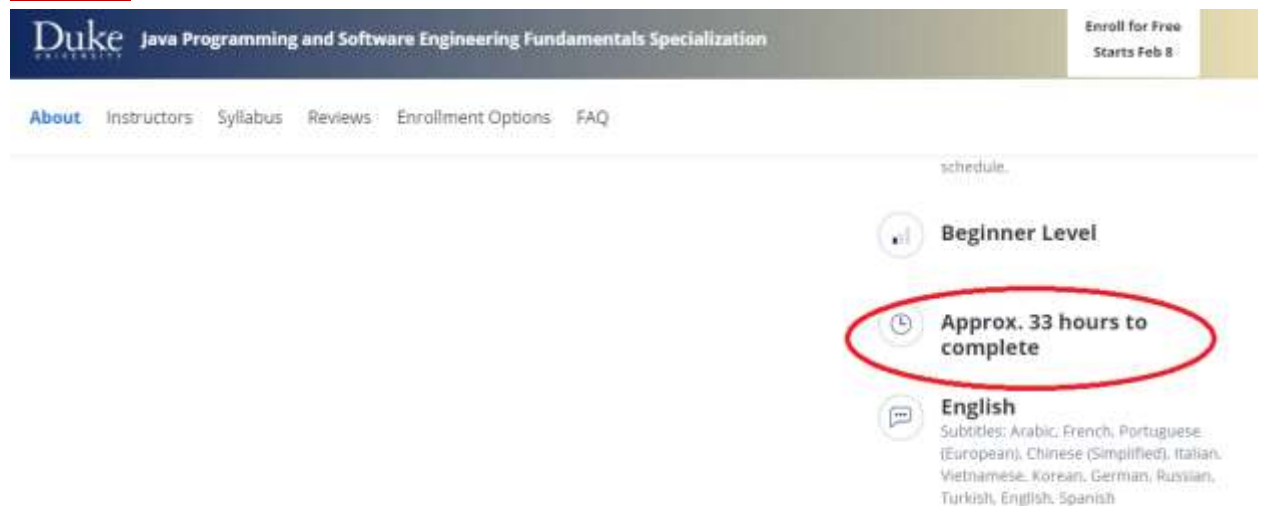 Duke Java Programming and Software Engineering Fundamentals Specialization
UNIVERSITY
Enroll for Free
Starts Feb 8
About Instructors Syllabus Reviews Enrollment Options FAQ
schedule.
Beginner Level
Approx. 33 hours to
complete
English
Subtitles: Arabic, French, Portuguese
(European), Chinese (Simplified), Italian,
Vietnamese, Korean, German, Russian,
Turkish, English, Spanish